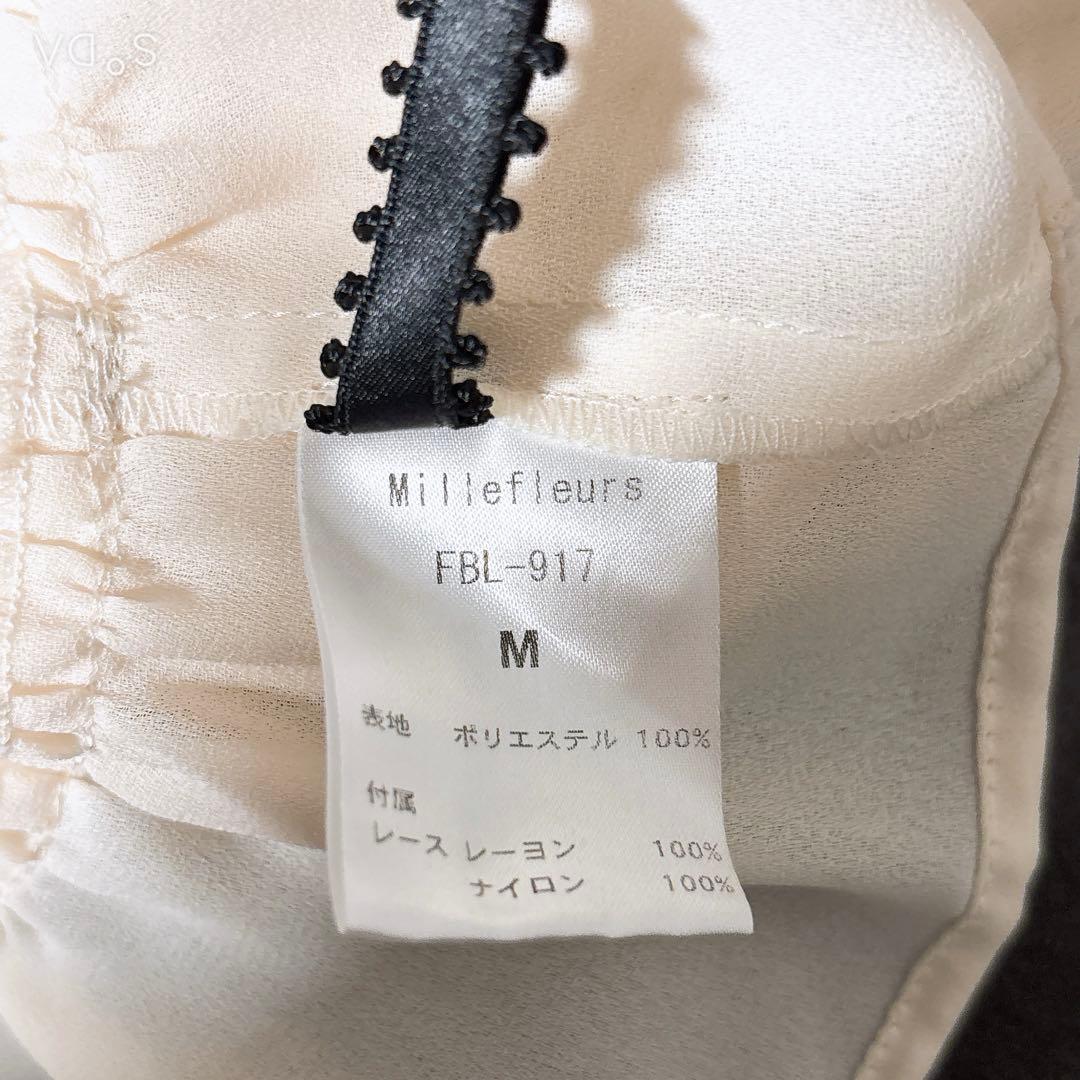 Millefleurs
FBL-917
M
表地 ポリエステル 100%
付属
レース レーヨン 100%
ナイロン 100%